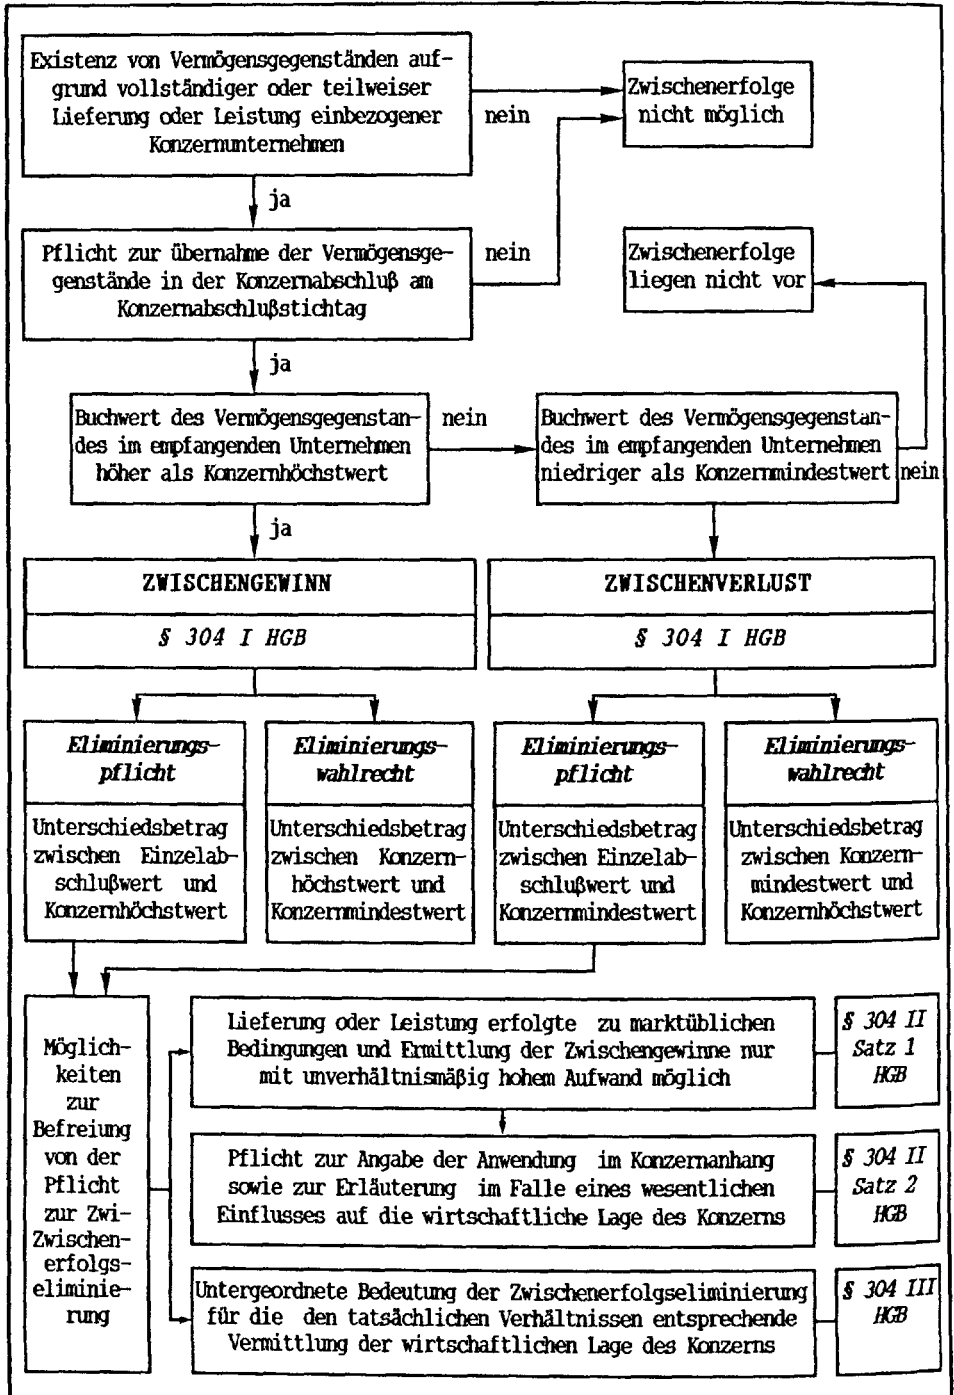 Existenz von Vermögensgegenständen auf-
grund vollständiger oder teilweiser
Lieferung oder Leistung einbezogener
Konzernunternehmen
nein
Zwischenerfolge
nicht möglich
ja
Pflicht zur übernahme der Vermögensge-
genstände in der Konzernabschluß am
Konzernabschlußstichtag
nein
Zwischenerfolge
liegen nicht vor
ja
Buchwert des Vermögensgegenstan-
des im empfangenden Unternehmen
höher als Konzernhöchstwert
nein
Buchwert des Vermögensgegenstan-
des im empfangenden Unternehmen
niedriger als Konzernmindestwert
nein
ja
ZWISCHENGEWINN
§ 304 I HGB
ZWISCHENVERLUST
§ 304 I HGB
Eliminierungs-
pflicht
Unterschiedsbetrag
zwischen Einzelab-
schlußwert und
Konzernhöchstwert
Eliminierungs-
wahlrecht
Unterschiedsbetrag
zwischen Konzern-
höchstwert und
Konzernmindestwert
Eliminierungs-
pflicht
Unterschiedsbetrag
zwischen Einzelab-
schlußwert und
Konzernmindestwert
Eliminierungs-
wahlrecht
Unterschiedsbetrag
zwischen Konzern-
mindestwert und
Konzernhöchstwert
Möglich-
keiten
zur
Befreiung
von der
Pflicht
zur Zwi-
Zwischen-
erfolgs-
eliminie-
rung
Lieferung oder Leistung erfolgte zu marktüblichen
Bedingungen und Ermittlung der Zwischengewinne nur
mit unverhältnismäßig hohem Aufwand möglich
§ 304 II
Satz 1
HGB
Pflicht zur Angabe der Anwendung im Konzernanhang
sowie zur Erläuterung im Falle eines wesentlichen
Einflusses auf die wirtschaftliche Lage des Konzerns
§ 304 II
Satz 2
HGB
Untergeordnete Bedeutung der Zwischenerfolgseliminierung
für die den tatsächlichen Verhältnissen entsprechende
Vermittlung der wirtschaftlichen Lage des Konzerns
§ 304 III
HGB